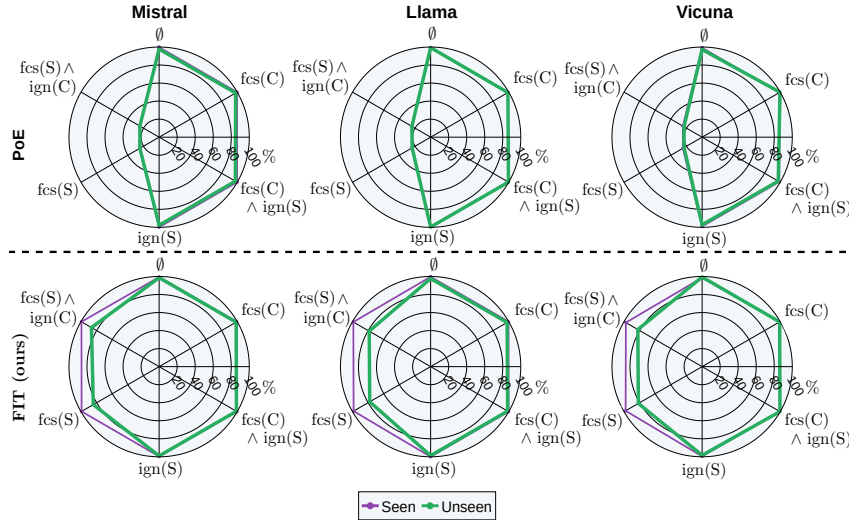 Mistral
Llama
Vicuna
PoE
∅
fcs(S) ∧
ign(C)
fcs(C)
20 40 60 80 100 %
fcs(S)
fcs(C)
∧ ign(S)
ign(S)
∅
fcs(S) ∧
ign(C)
fcs(C)
20 40 60 80 100 %
fcs(S)
fcs(C)
∧ ign(S)
ign(S)
∅
fcs(S) ∧
ign(C)
fcs(C)
20 40 60 80 100 %
fcs(S)
fcs(C)
∧ ign(S)
ign(S)
FIT (ours)
∅
fcs(S) ∧
ign(C)
fcs(C)
20 40 60 80 100 %
fcs(S)
fcs(C)
∧ ign(S)
ign(S)
∅
fcs(S) ∧
ign(C)
fcs(C)
20 40 60 80 100 %
fcs(S)
fcs(C)
∧ ign(S)
ign(S)
∅
fcs(S) ∧
ign(C)
fcs(C)
20 40 60 80 100 %
fcs(S)
fcs(C)
∧ ign(S)
ign(S)
Seen
Unseen